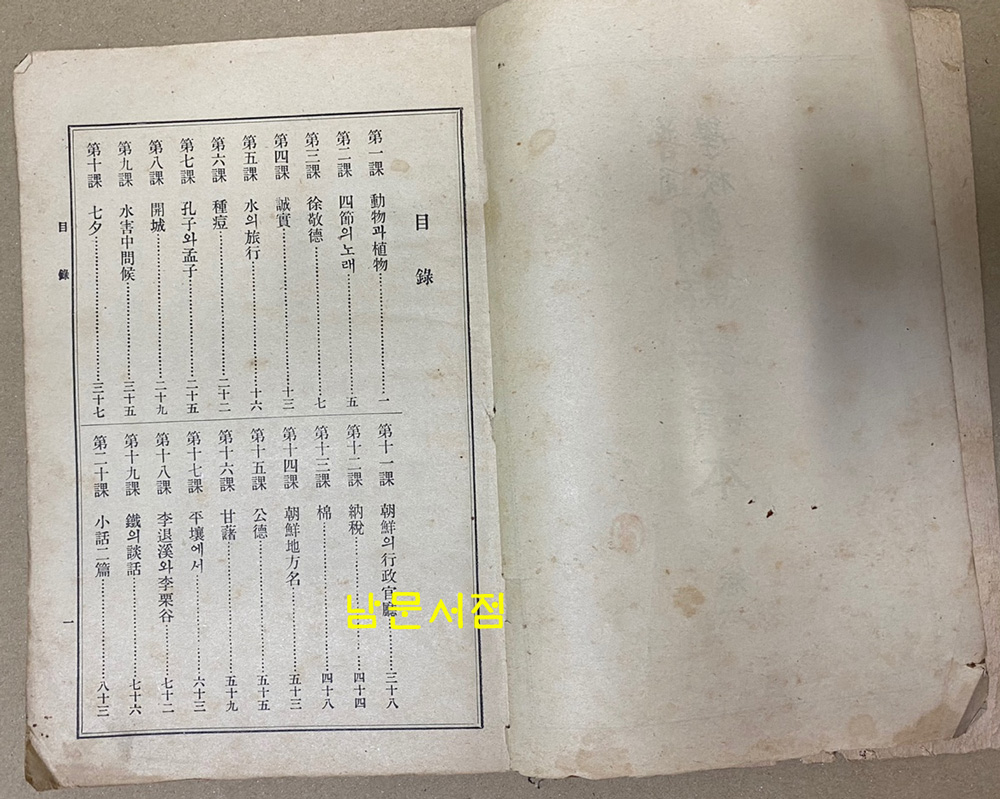 目錄
第一課 動物과植物 一
第二課 四節의노래 五
第三課 徐敬德 七
第四課 誠實 十三
第五課 水의旅行 十六
第六課 種痘 二十二
第七課 孔子와孟子 二十五
第八課 開城 二十九
第九課 水害中問候 三十五
第十課 七夕 三十七
第十一課 朝鮮의行政官廳 三十八
第十二課 納稅 四十四
第十三課 棉 四十八
第十四課 朝鮮地方名 五十三
第十五課 公德 五十五
第十六課 甘藷 五十九
第十七課 平壤에서 六十三
第十八課 李退溪와李栗谷 七十二
第十九課 鐵의談話 七十六
第二十課 小話二篇 八十三
目錄 一
남문서점